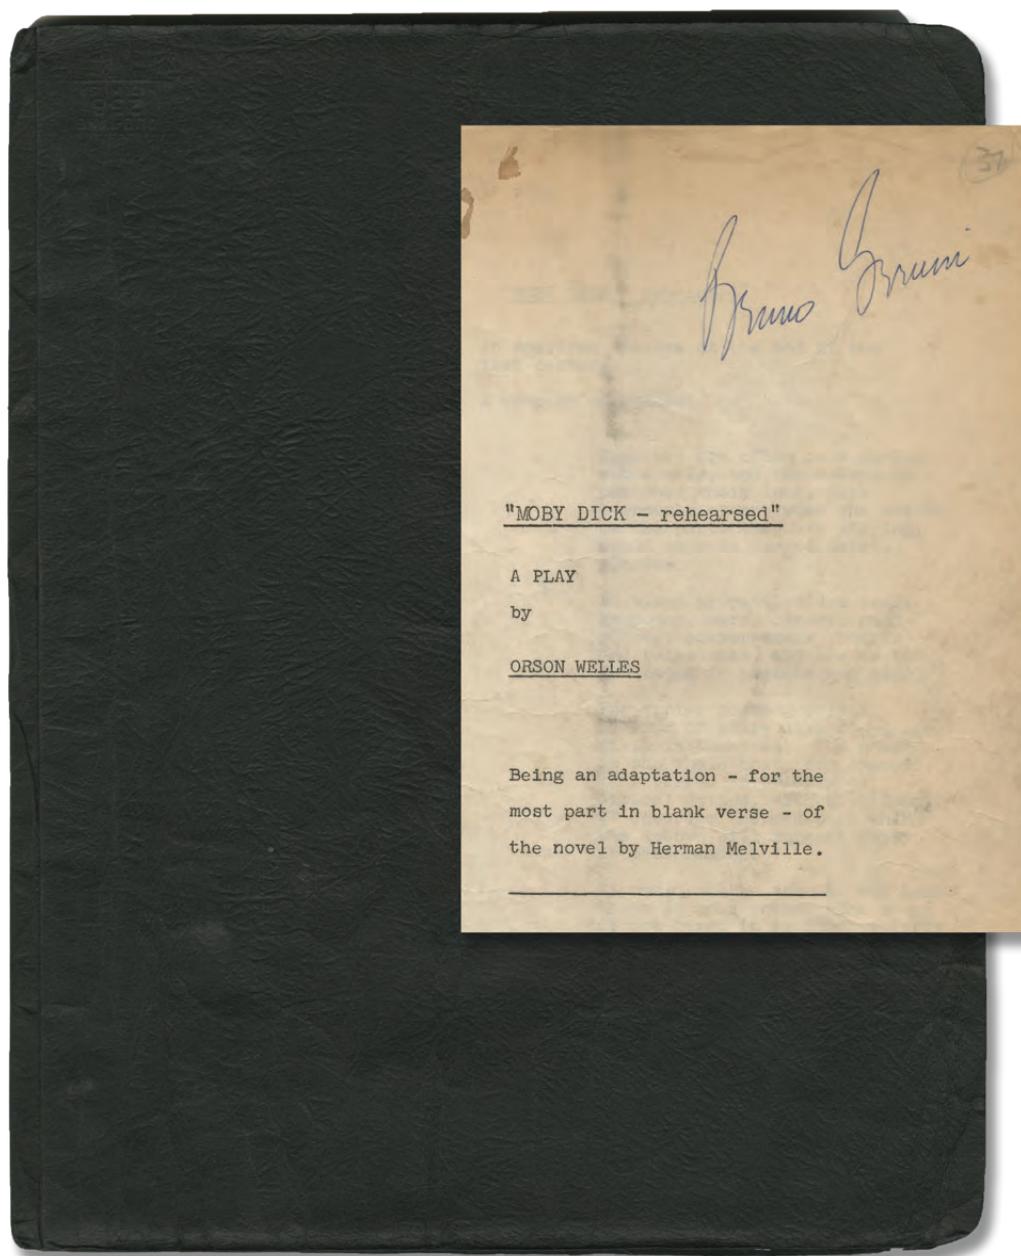 37
Bruno Bruni
"MOBY DICK - rehearsed"
A PLAY
by
ORSON WELLES
Being an adaptation - for the
most part in blank verse - of
the novel by Herman Melville.